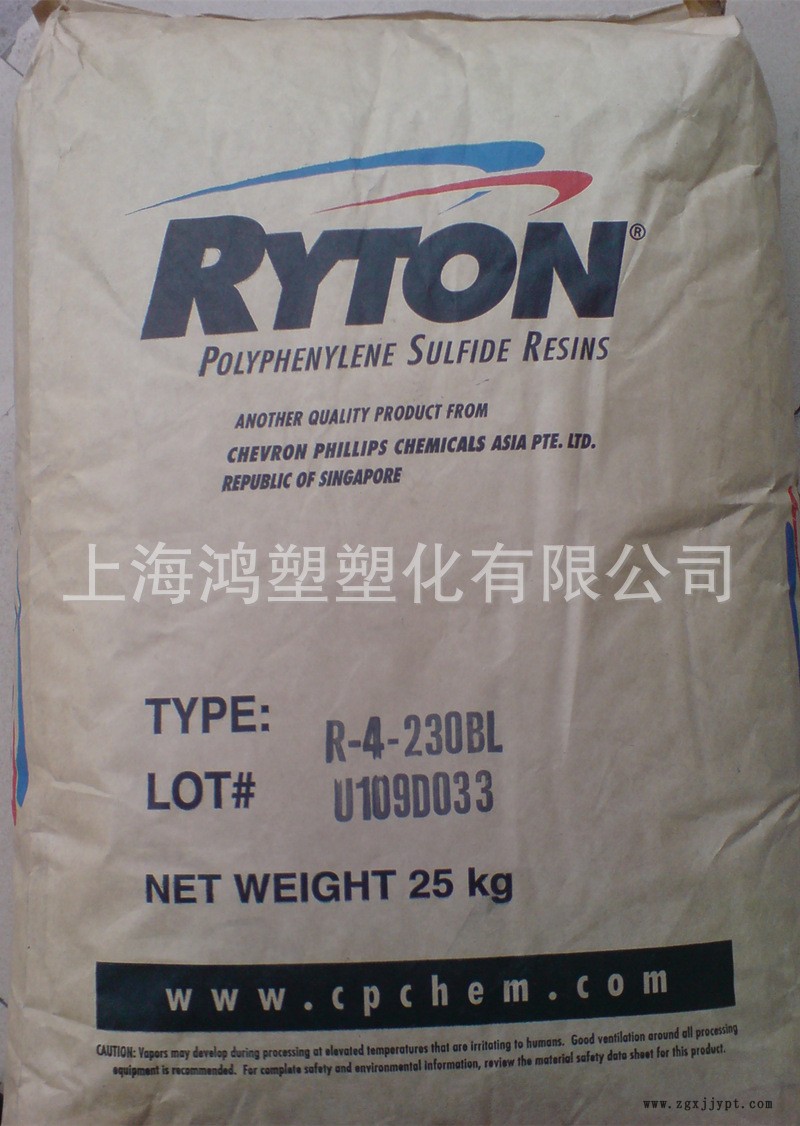 RYTON®
POLYPHENYLENE SULFIDE RESINS
ANOTHER QUALITY PRODUCT FROM
CHEVRON PHILLIPS CHEMICALS ASIA PTE. LTD.
REPUBLIC OF SINGAPORE
上海鸿塑塑化有限公司
TYPE: R-4-230BL
LOT# U109D033
NET WEIGHT 25 kg
www.cpchem.com
CAUTION: Vapors may develop during processing at elevated temperatures that are irritating to humans. Good ventilation around all processing
equipment is recommended. For complete safety and environmental information, review the material safety data sheet for this product.
www.zgxjjypt.com